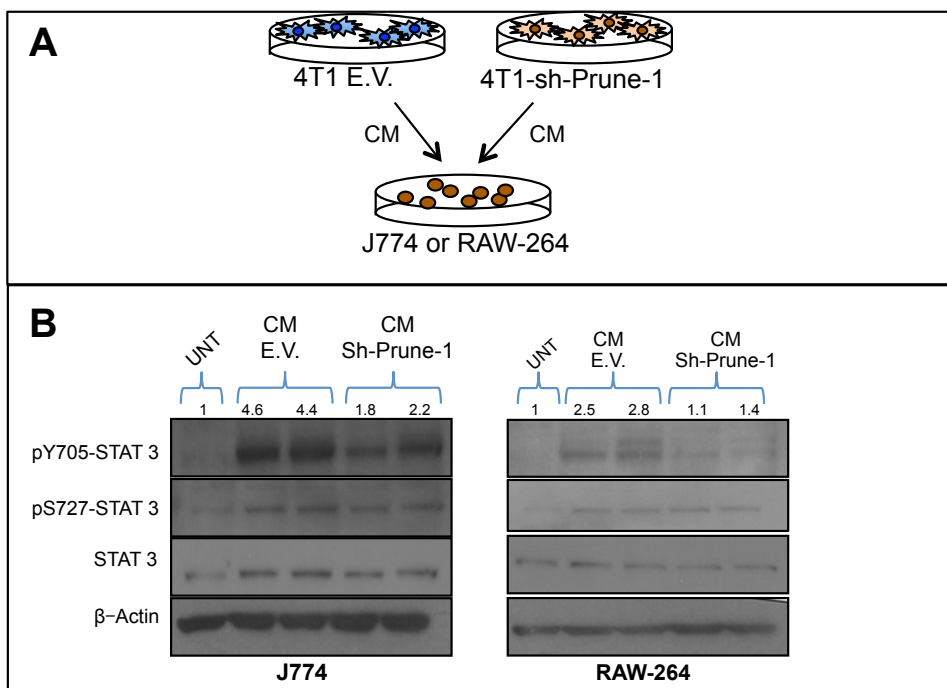 A
4T1 E.V.
4T1-sh-Prune-1
CM
CM
J774 or RAW-264
B
UNT
CM
E.V.
CM
Sh-Prune-1
1
4.6
4.4
1.8
2.2
UNT
CM
E.V.
CM
Sh-Prune-1
1
2.5
2.8
1.1
1.4
pY705-STAT 3
pS727-STAT 3
STAT 3
β−Actin
J774
RAW-264